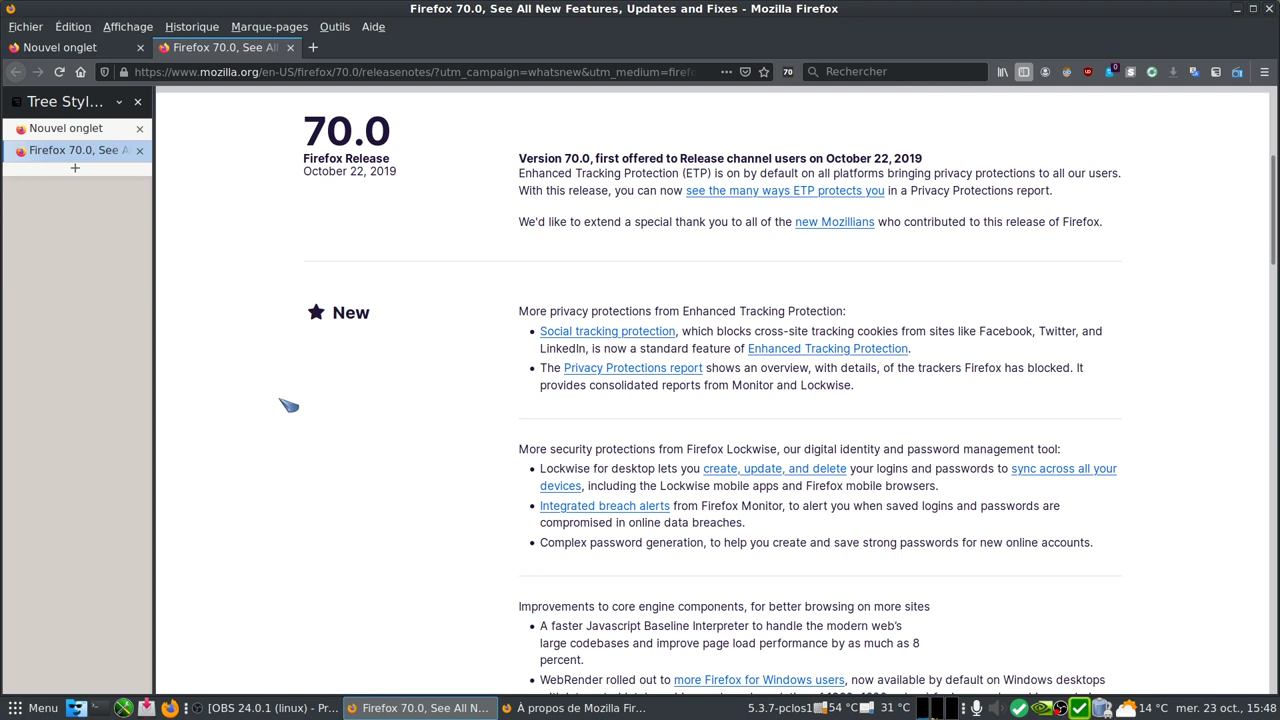 Firefox 70.0, See All New Features, Updates and Fixes - Mozilla Firefox
Fichier Édition Affichage Historique Marque-pages Outils Aide
Nouvel onglet
Firefox 70.0, See All
https://www.mozilla.org/en-US/firefox/70.0/releasenotes/?utm_campaign=whatsnew&utm_medium=firefo
70
Rechercher
0
Tree Styl...
Nouvel onglet
Firefox 70.0, See A
70.0
Firefox Release
October 22, 2019
Version 70.0, first offered to Release channel users on October 22, 2019
Enhanced Tracking Protection (ETP) is on by default on all platforms bringing privacy protections to all our users.
With this release, you can now see the many ways ETP protects you in a Privacy Protections report.
We'd like to extend a special thank you to all of the new Mozillians who contributed to this release of Firefox.
New
More privacy protections from Enhanced Tracking Protection:
• Social tracking protection, which blocks cross-site tracking cookies from sites like Facebook, Twitter, and
LinkedIn, is now a standard feature of Enhanced Tracking Protection.
• The Privacy Protections report shows an overview, with details, of the trackers Firefox has blocked. It
provides consolidated reports from Monitor and Lockwise.
More security protections from Firefox Lockwise, our digital identity and password management tool:
• Lockwise for desktop lets you create, update, and delete your logins and passwords to sync across all your
devices, including the Lockwise mobile apps and Firefox mobile browsers.
• Integrated breach alerts from Firefox Monitor, to alert you when saved logins and passwords are
compromised in online data breaches.
• Complex password generation, to help you create and save strong passwords for new online accounts.
Improvements to core engine components, for better browsing on more sites
• A faster Javascript Baseline Interpreter to handle the modern web's
large codebases and improve page load performance by as much as 8
percent.
• WebRender rolled out to more Firefox for Windows users, now available by default on Windows desktops
Menu
[OBS 24.0.1 (linux) - Pr...
Firefox 70.0, See All N...
À propos de Mozilla Fir...
5.3.7-pclos1
54 °C
31 °C
14 °C
mer. 23 oct., 15:48